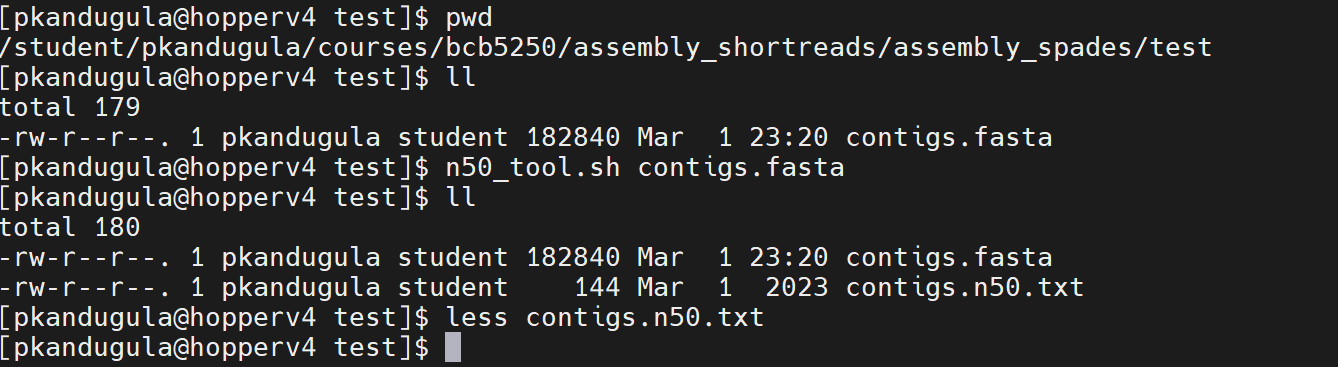 [pkandugula@hopperv4 test]$ pwd
/student/pkandugula/courses/bcb5250/assembly_shortreads/assembly_spades/test
[pkandugula@hopperv4 test]$ ll
total 179
-rw-r--r--. 1 pkandugula student 182840 Mar  1 23:20 contigs.fasta
[pkandugula@hopperv4 test]$ n50_tool.sh contigs.fasta
[pkandugula@hopperv4 test]$ ll
total 180
-rw-r--r--. 1 pkandugula student 182840 Mar  1 23:20 contigs.fasta
-rw-r--r--. 1 pkandugula student    144 Mar  1  2023 contigs.n50.txt
[pkandugula@hopperv4 test]$ less contigs.n50.txt
[pkandugula@hopperv4 test]$